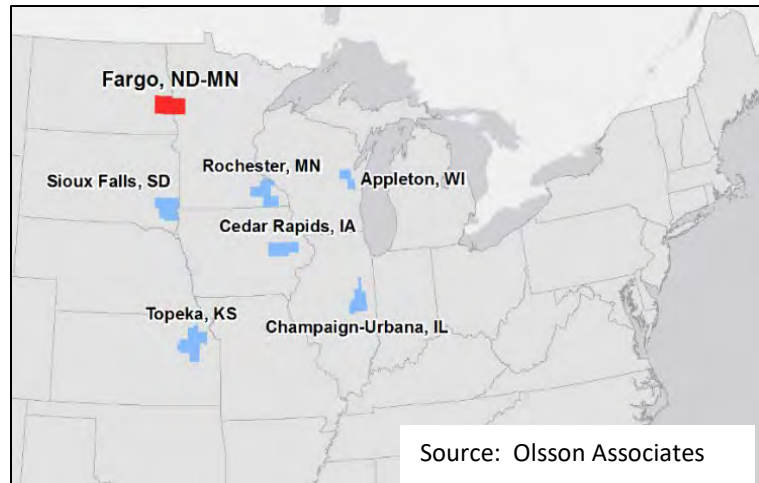 Fargo, ND-MN
Rochester, MN
Sioux Falls, SD
Appleton, WI
Cedar Rapids, IA
Topeka, KS
Champaign-Urbana, IL
Source: Olsson Associates